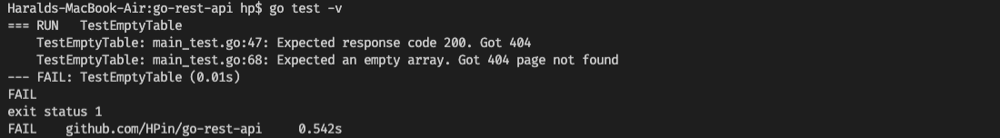 Haralds-MacBook-Air:go-rest-api hp$ go test -v
=== RUN   TestEmptyTable
    TestEmptyTable: main_test.go:47: Expected response code 200. Got 404
    TestEmptyTable: main_test.go:68: Expected an empty array. Got 404 page not found
--- FAIL: TestEmptyTable (0.01s)
FAIL
exit status 1
FAIL    github.com/HPin/go-rest-api     0.542s